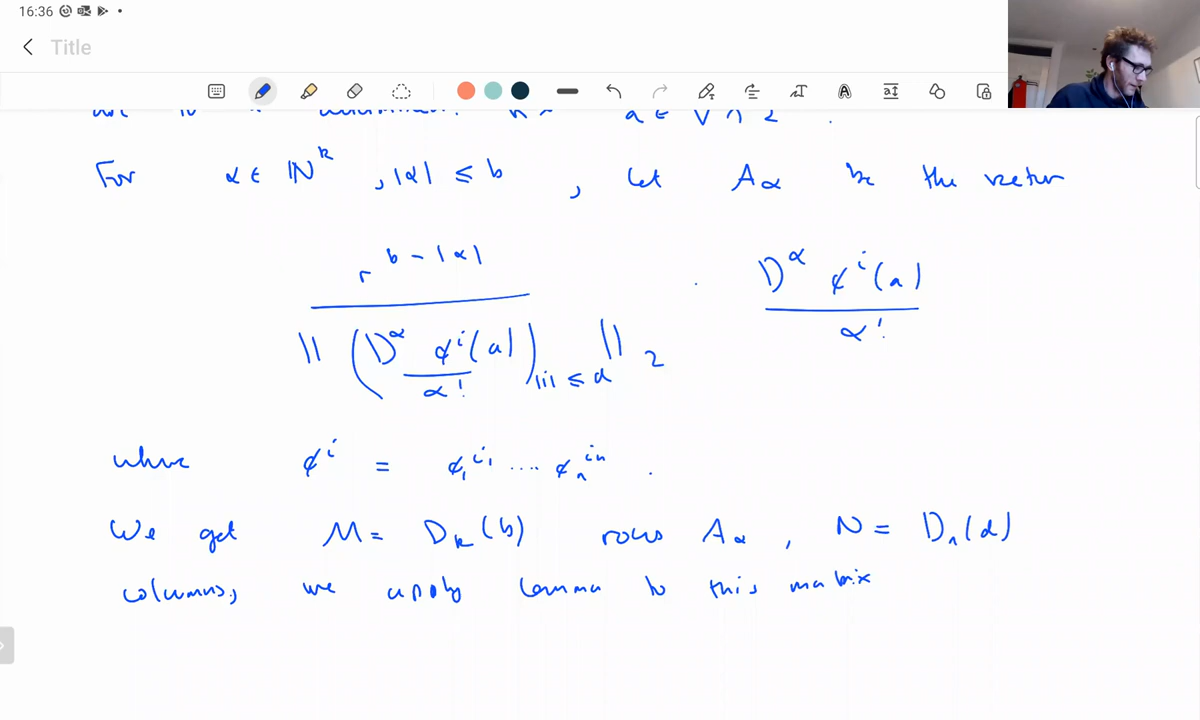 16:36
Title
a ∈ V ∩ Z .
For α ∈ ℕ^k , |α| ≤ b , let A_α be the vector
r^{b - |α|} / || ( D^α φ^i(a) / α! )_{|i| ≤ d} ||_2 · D^α φ^i(a) / α!
where φ^i = φ_1^{i_1} .... φ_n^{i_n} .
We get M = D_k(b) rows A_α , N = D_n(d)
columns, we apply lemma to this matrix